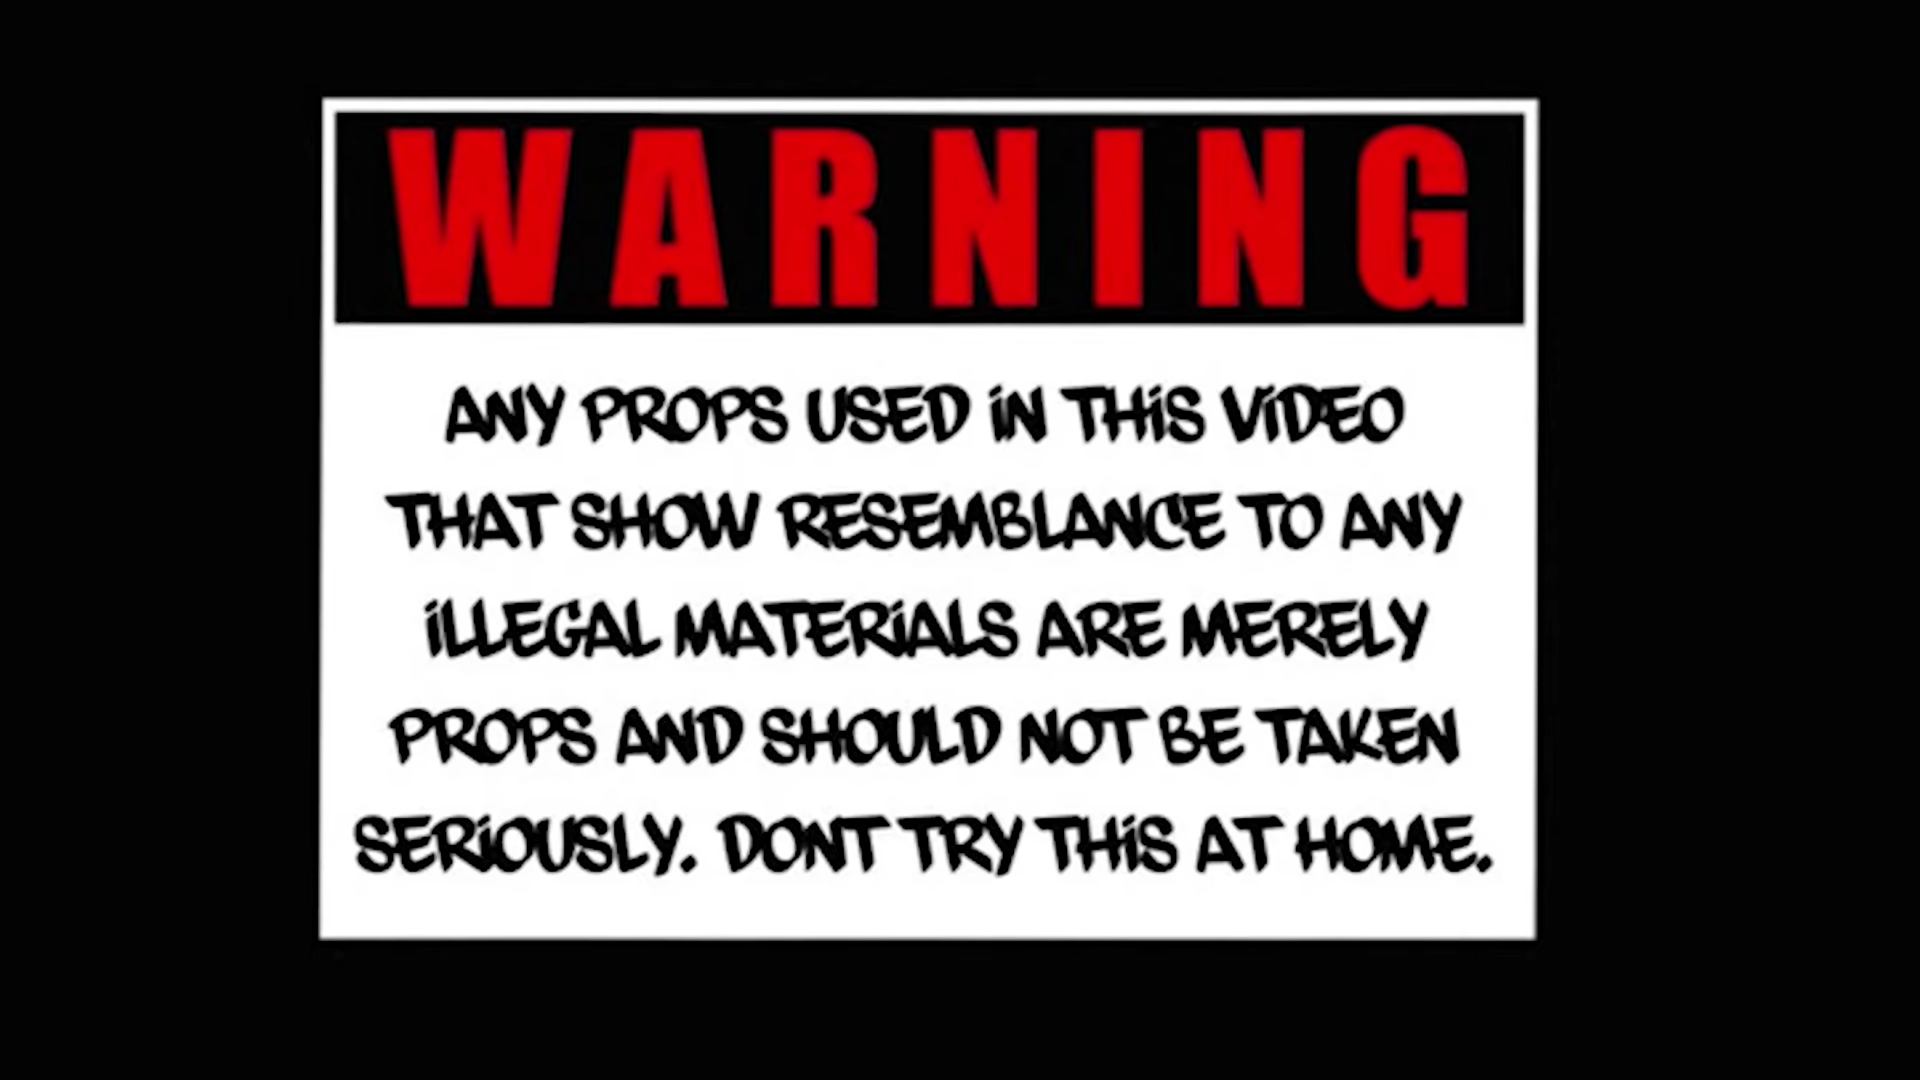 WARNING
ANY PROPS USED iN THiS ViDEO
THAT SHOW RESEMBLANCE TO ANY
iLLEGAL MATERiALS ARE MERELY
PROPS AND SHOULD NOT BE TAKEN
SERiOUSLY. DONT TRY THiS AT HOME.